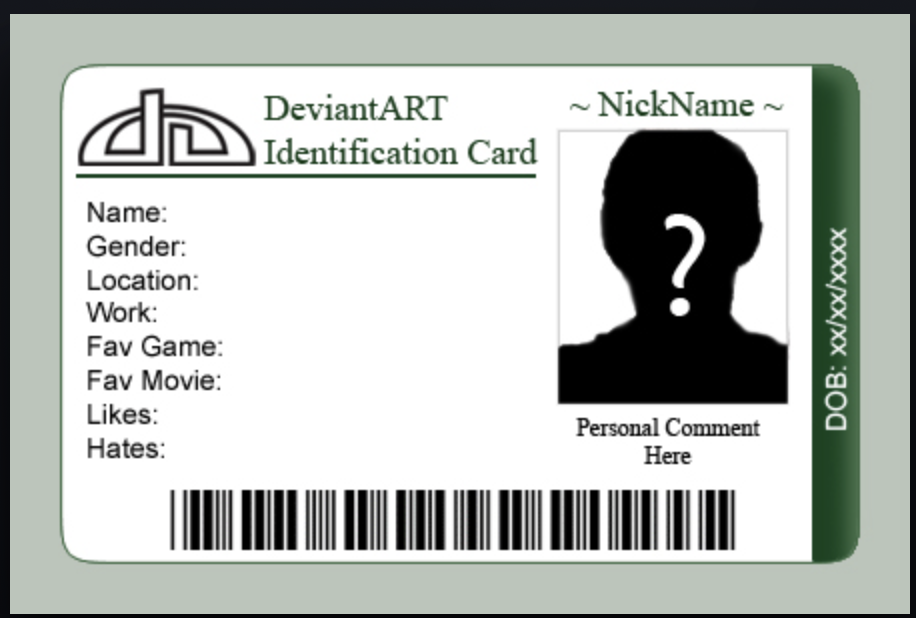 DeviantART
Identification Card
~ NickName ~
Name:
Gender:
Location:
Work:
Fav Game:
Fav Movie:
Likes:
Hates:
?
Personal Comment
Here
DOB: xx/xx/xxxx